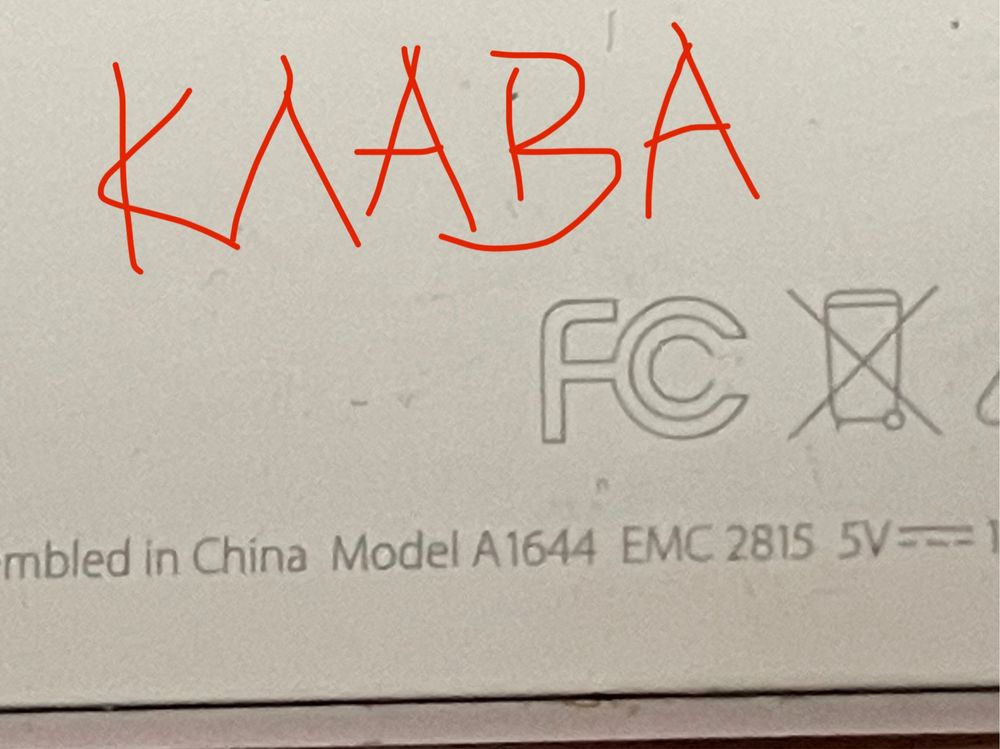 КЛАВА
FC
mbled in China Model A1644 EMC 2815 5V⎓